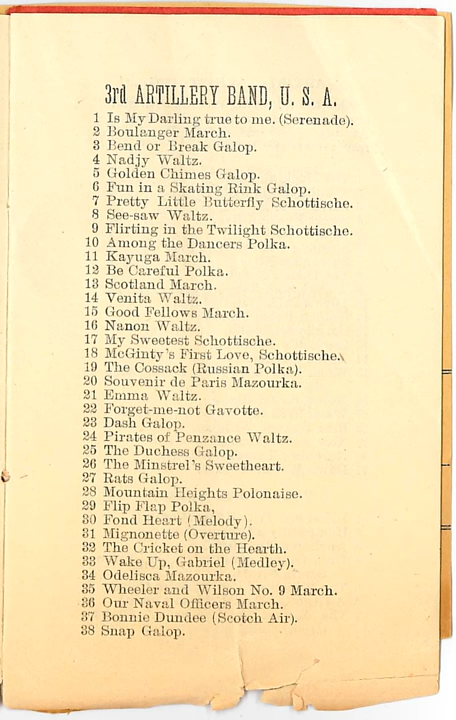 3rd ARTILLERY BAND, U. S. A.
1 Is My Darling true to me. (Serenade).
2 Boulanger March.
3 Bend or Break Galop.
4 Nadjy Waltz.
5 Golden Chimes Galop.
6 Fun in a Skating Rink Galop.
7 Pretty Little Butterfly Schottische.
8 See-saw Waltz.
9 Flirting in the Twilight Schottische.
10 Among the Dancers Polka.
11 Kayuga March.
12 Be Careful Polka.
13 Scotland March.
14 Venita Waltz.
15 Good Fellows March.
16 Nanon Waltz.
17 My Sweetest Schottische.
18 McGinty's First Love, Schottische.
19 The Cossack (Russian Polka).
20 Souvenir de Paris Mazourka.
21 Emma Waltz.
22 Forget-me-not Gavotte.
23 Dash Galop.
24 Pirates of Penzance Waltz.
25 The Duchess Galop.
26 The Minstrel's Sweetheart.
27 Rats Galop.
28 Mountain Heights Polonaise.
29 Flip Flap Polka,
30 Fond Heart (Melody).
31 Mignonette (Overture).
32 The Cricket on the Hearth.
33 Wake Up, Gabriel (Medley).
34 Odelisca Mazourka.
35 Wheeler and Wilson No. 9 March.
36 Our Naval Officers March.
37 Bonnie Dundee (Scotch Air).
38 Snap Galop.